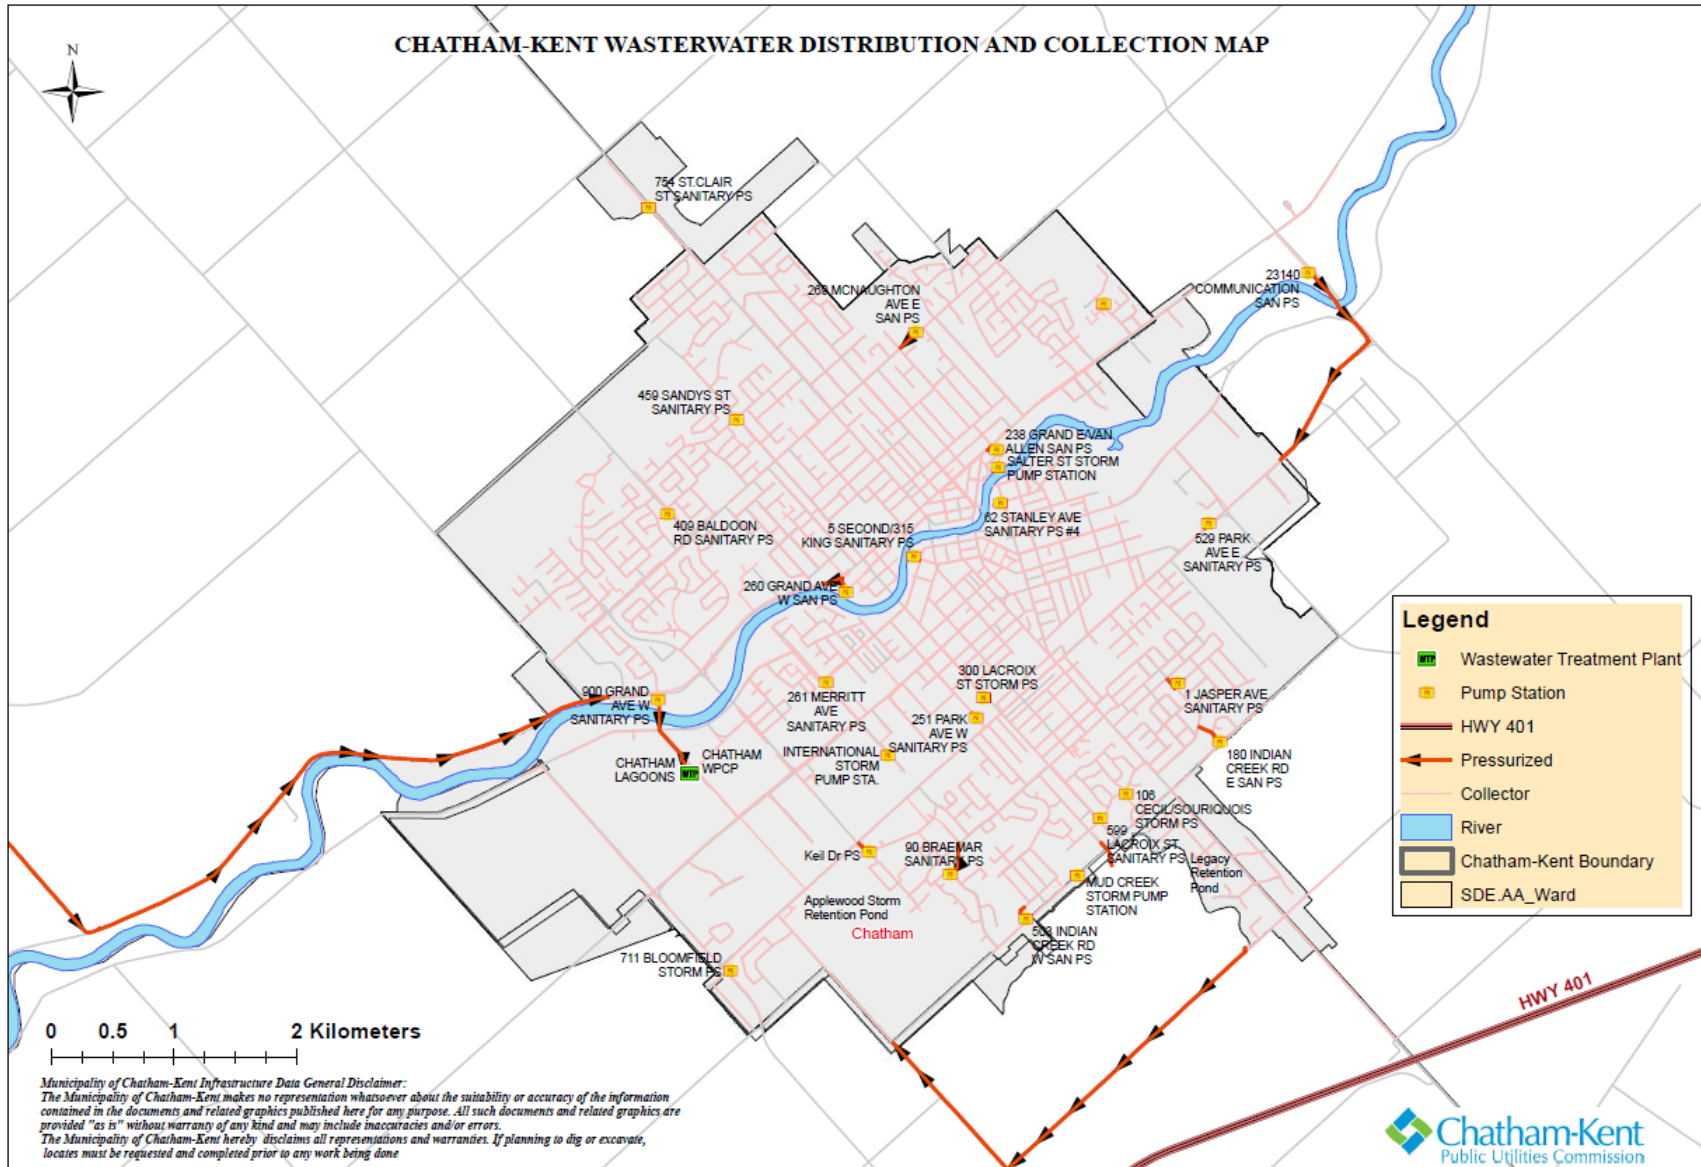 CHATHAM-KENT WASTERWATER DISTRIBUTION AND COLLECTION MAP
N
754 ST.CLAIR
ST SANITARY PS
269 MCNAUGHTON
AVE E
SAN PS
23140
COMMUNICATION
SAN PS
459 SANDYS ST
SANITARY PS
238 GRAND E/VAN
ALLEN SAN PS
SALTER ST STORM
PUMP STATION
409 BALDOON
RD SANITARY PS
5 SECOND/315
KING SANITARY PS
62 STANLEY AVE
SANITARY PS #4
529 PARK
AVE E
SANITARY PS
260 GRAND AVE
W SAN PS
900 GRAND
AVE W
SANITARY PS
261 MERRITT
AVE
SANITARY PS
300 LACROIX
ST STORM PS
251 PARK
AVE W
SANITARY PS
1 JASPER AVE
SANITARY PS
INTERNATIONAL
STORM
PUMP STA.
180 INDIAN
CREEK RD
E SAN PS
CHATHAM
LAGOONS
CHATHAM
WPCP
WTP
106
CECIL/SOURIQUOIS
STORM PS
599
LACROIX ST
SANITARY PS
Legacy
Retention
Pond
Keil Dr PS
90 BRAEMAR
SANITARY PS
MUD CREEK
STORM PUMP
STATION
Applewood Storm
Retention Pond
Chatham
503 INDIAN
CREEK RD
W SAN PS
711 BLOOMFIELD
STORM PS
HWY 401
Legend
WTP Wastewater Treatment Plant
PS Pump Station
HWY 401
Pressurized
Collector
River
Chatham-Kent Boundary
SDE.AA_Ward
0 0.5 1 2 Kilometers
Municipality of Chatham-Kent Infrastructure Data General Disclaimer:
The Municipality of Chatham-Kent makes no representation whatsoever about the suitability or accuracy of the information
contained in the documents and related graphics published here for any purpose. All such documents and related graphics are
provided "as is" without warranty of any kind and may include inaccuracies and/or errors.
The Municipality of Chatham-Kent hereby disclaims all representations and warranties. If planning to dig or excavate,
locates must be requested and completed prior to any work being done
Chatham-Kent
Public Utilities Commission